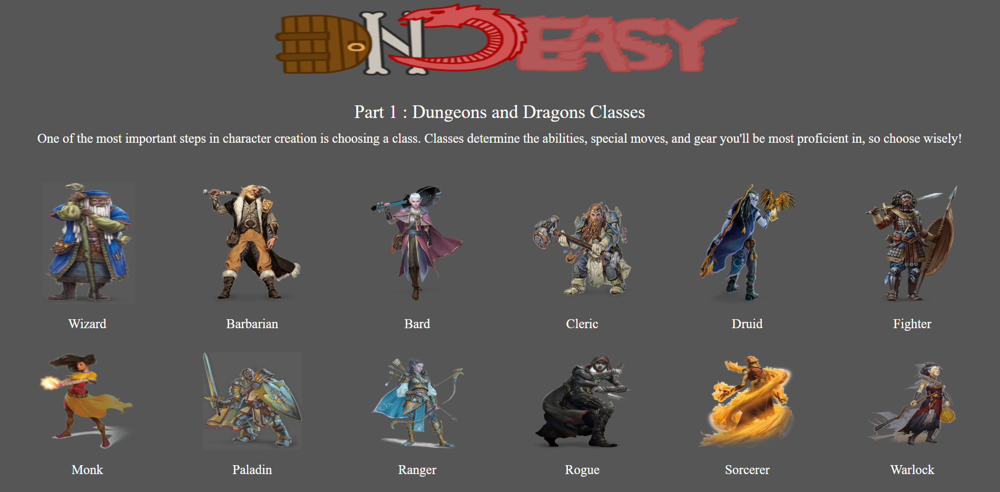 DNDEASY
Part 1 : Dungeons and Dragons Classes
One of the most important steps in character creation is choosing a class. Classes determine the abilities, special moves, and gear you'll be most proficient in, so choose wisely!
Wizard Barbarian Bard Cleric Druid Fighter
Monk Paladin Ranger Rogue Sorcerer Warlock